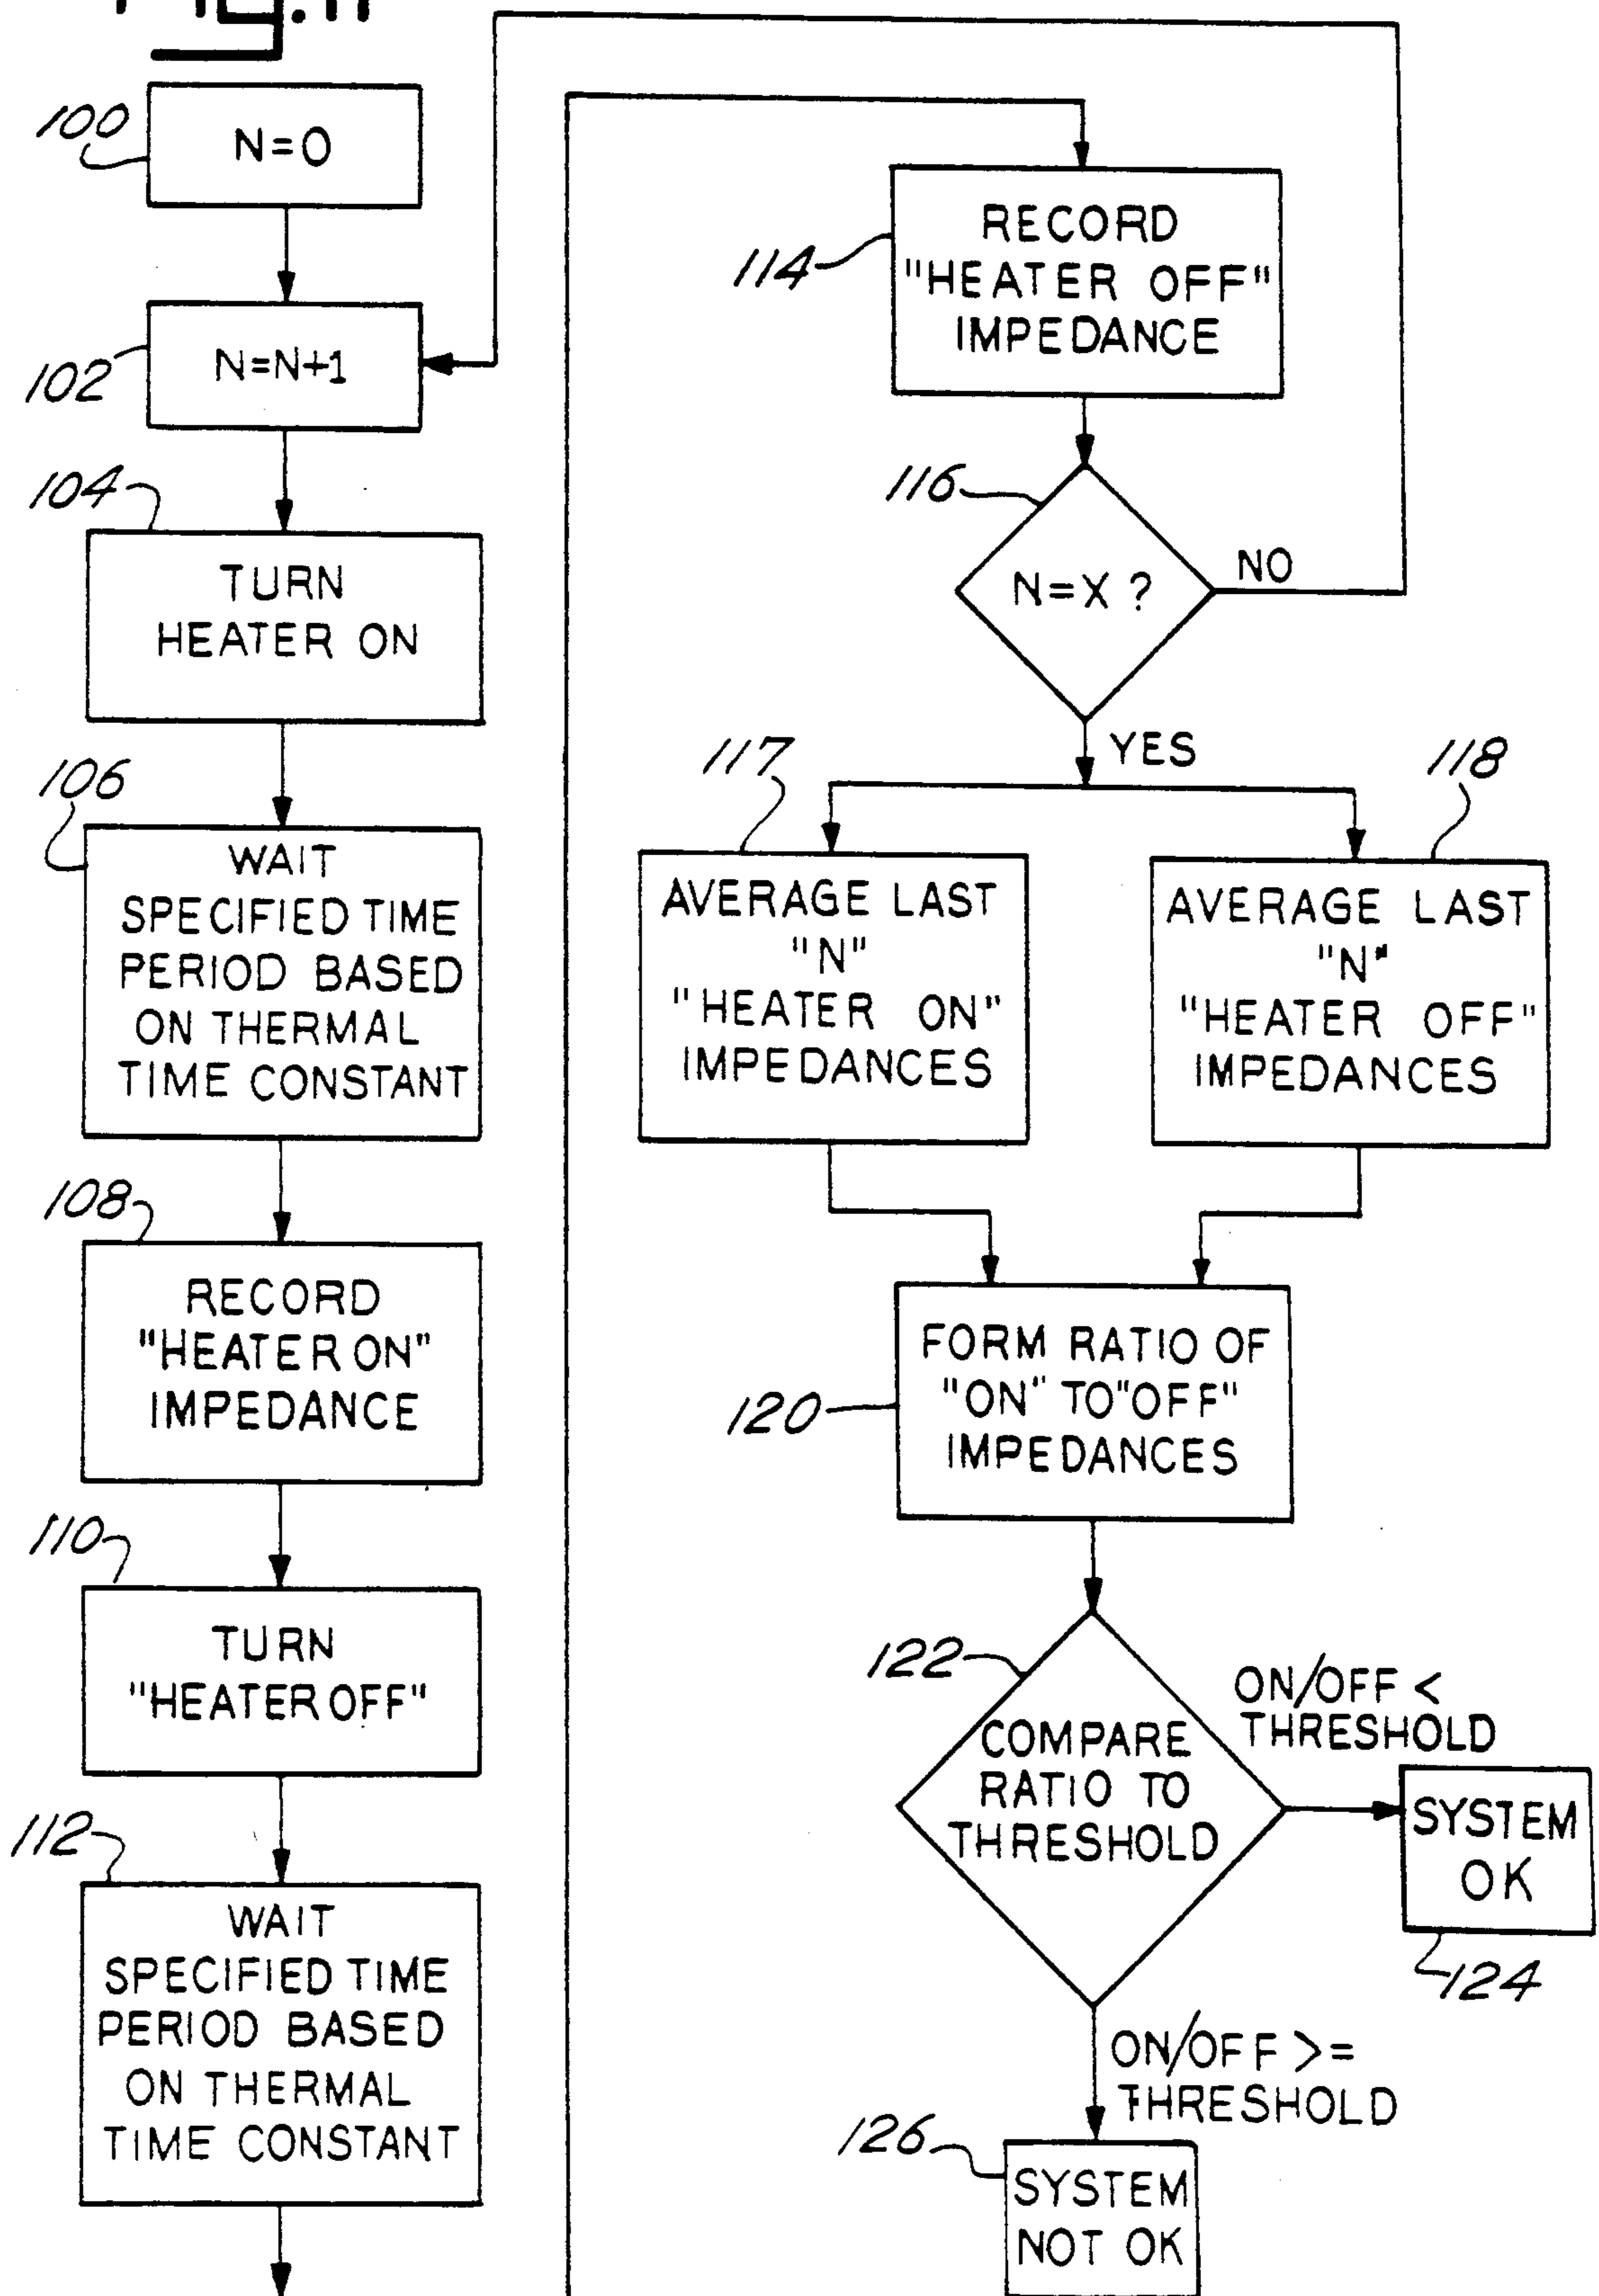 100
N=0
102
N=N+1
104
TURN
HEATER ON
106
WAIT
SPECIFIED TIME
PERIOD BASED
ON THERMAL
TIME CONSTANT
108
RECORD
"HEATER ON"
IMPEDANCE
110
TURN
"HEATER OFF"
112
WAIT
SPECIFIED TIME
PERIOD BASED
ON THERMAL
TIME CONSTANT
114
RECORD
"HEATER OFF"
IMPEDANCE
116
N=X ?
NO
YES
117
AVERAGE LAST
"N"
"HEATER ON"
IMPEDANCES
118
AVERAGE LAST
"N"
"HEATER OFF"
IMPEDANCES
120
FORM RATIO OF
"ON" TO "OFF"
IMPEDANCES
122
COMPARE
RATIO TO
THRESHOLD
ON/OFF <
THRESHOLD
SYSTEM
OK
124
ON/OFF >=
THRESHOLD
126
SYSTEM
NOT OK